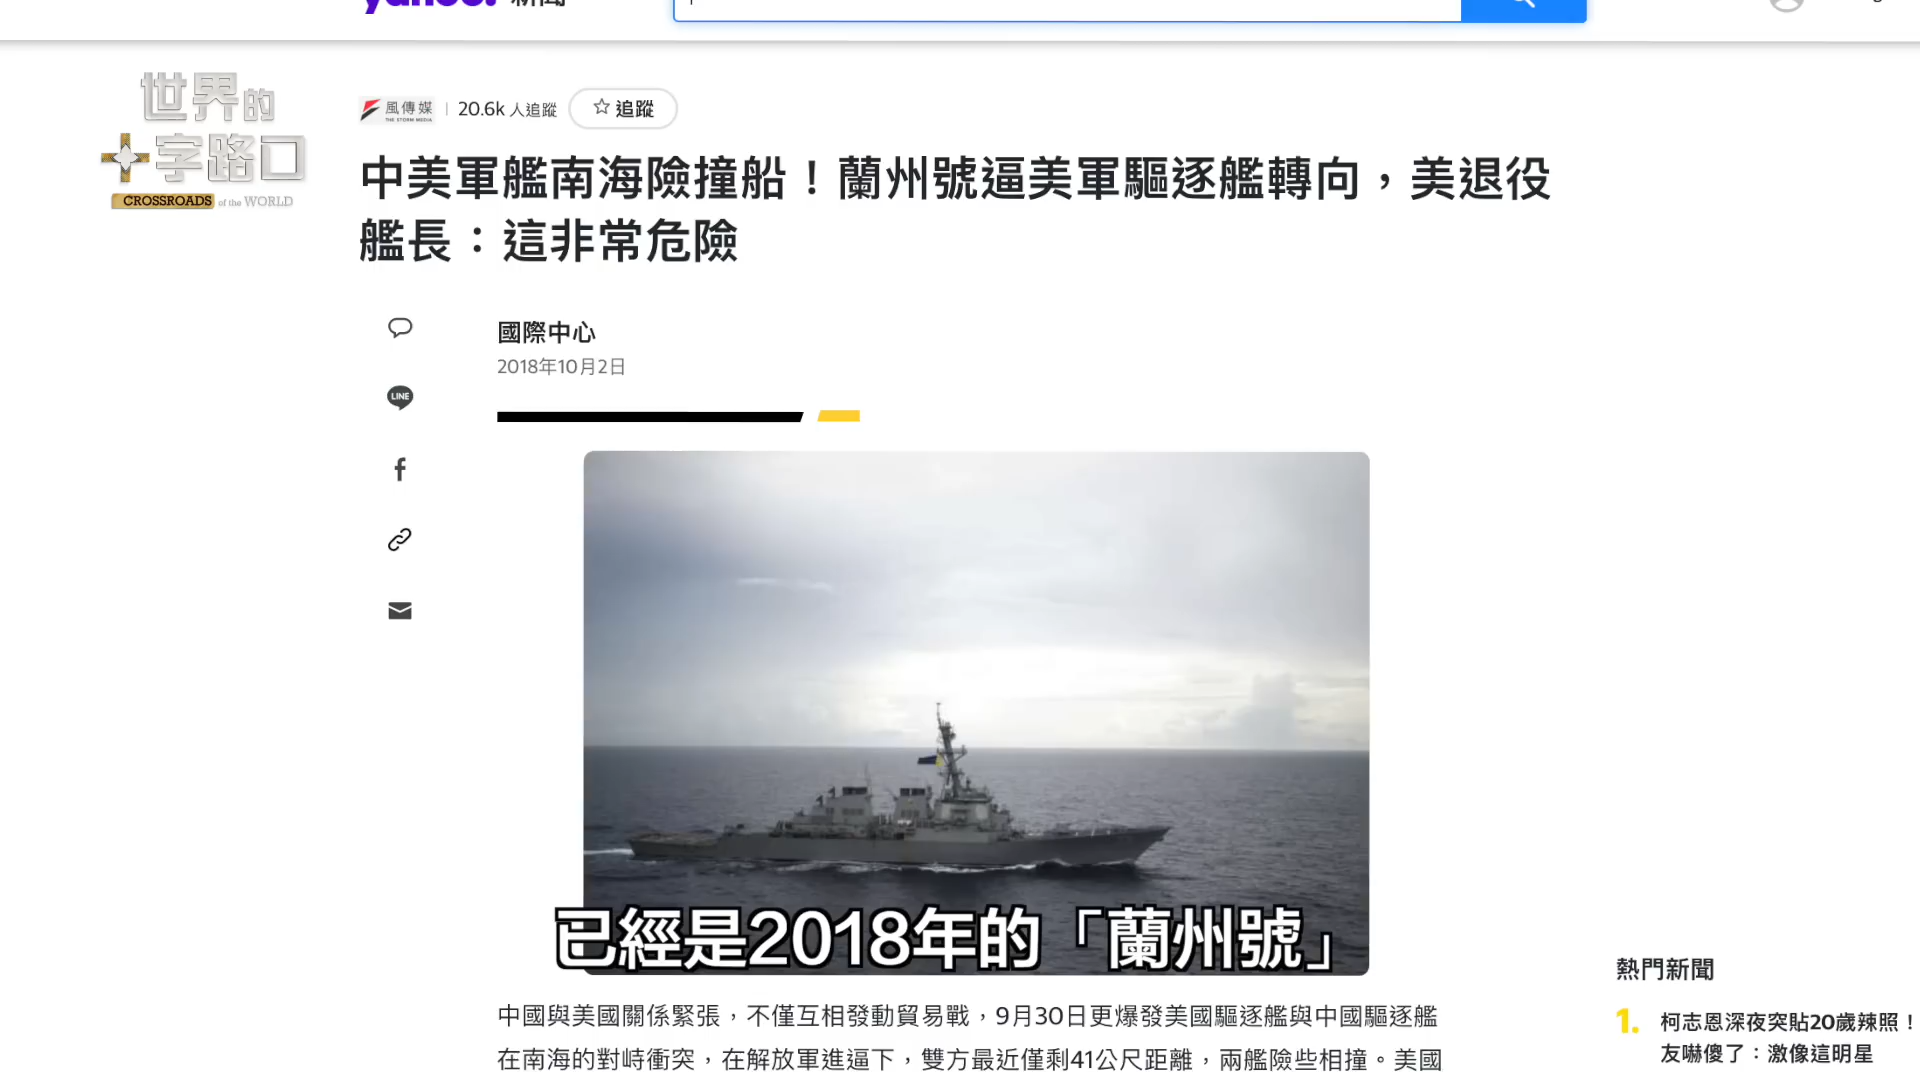 yahoo! 新聞
世界的
十字路口
CROSSROADS of the WORLD
風傳媒
THE STORM MEDIA
20.6k 人追蹤
追蹤
中美軍艦南海險撞船！蘭州號逼美軍驅逐艦轉向，美退役
艦長：這非常危險
國際中心
2018年10月2日
LINE
已經是2018年的「蘭州號」
中國與美國關係緊張，不僅互相發動貿易戰，9月30日更爆發美國驅逐艦與中國驅逐艦
在南海的對峙衝突，在解放軍進逼下，雙方最近僅剩41公尺距離，兩艦險些相撞。美國
熱門新聞
1. 柯志恩深夜突貼20歲辣照！
友嚇傻了：激像這明星